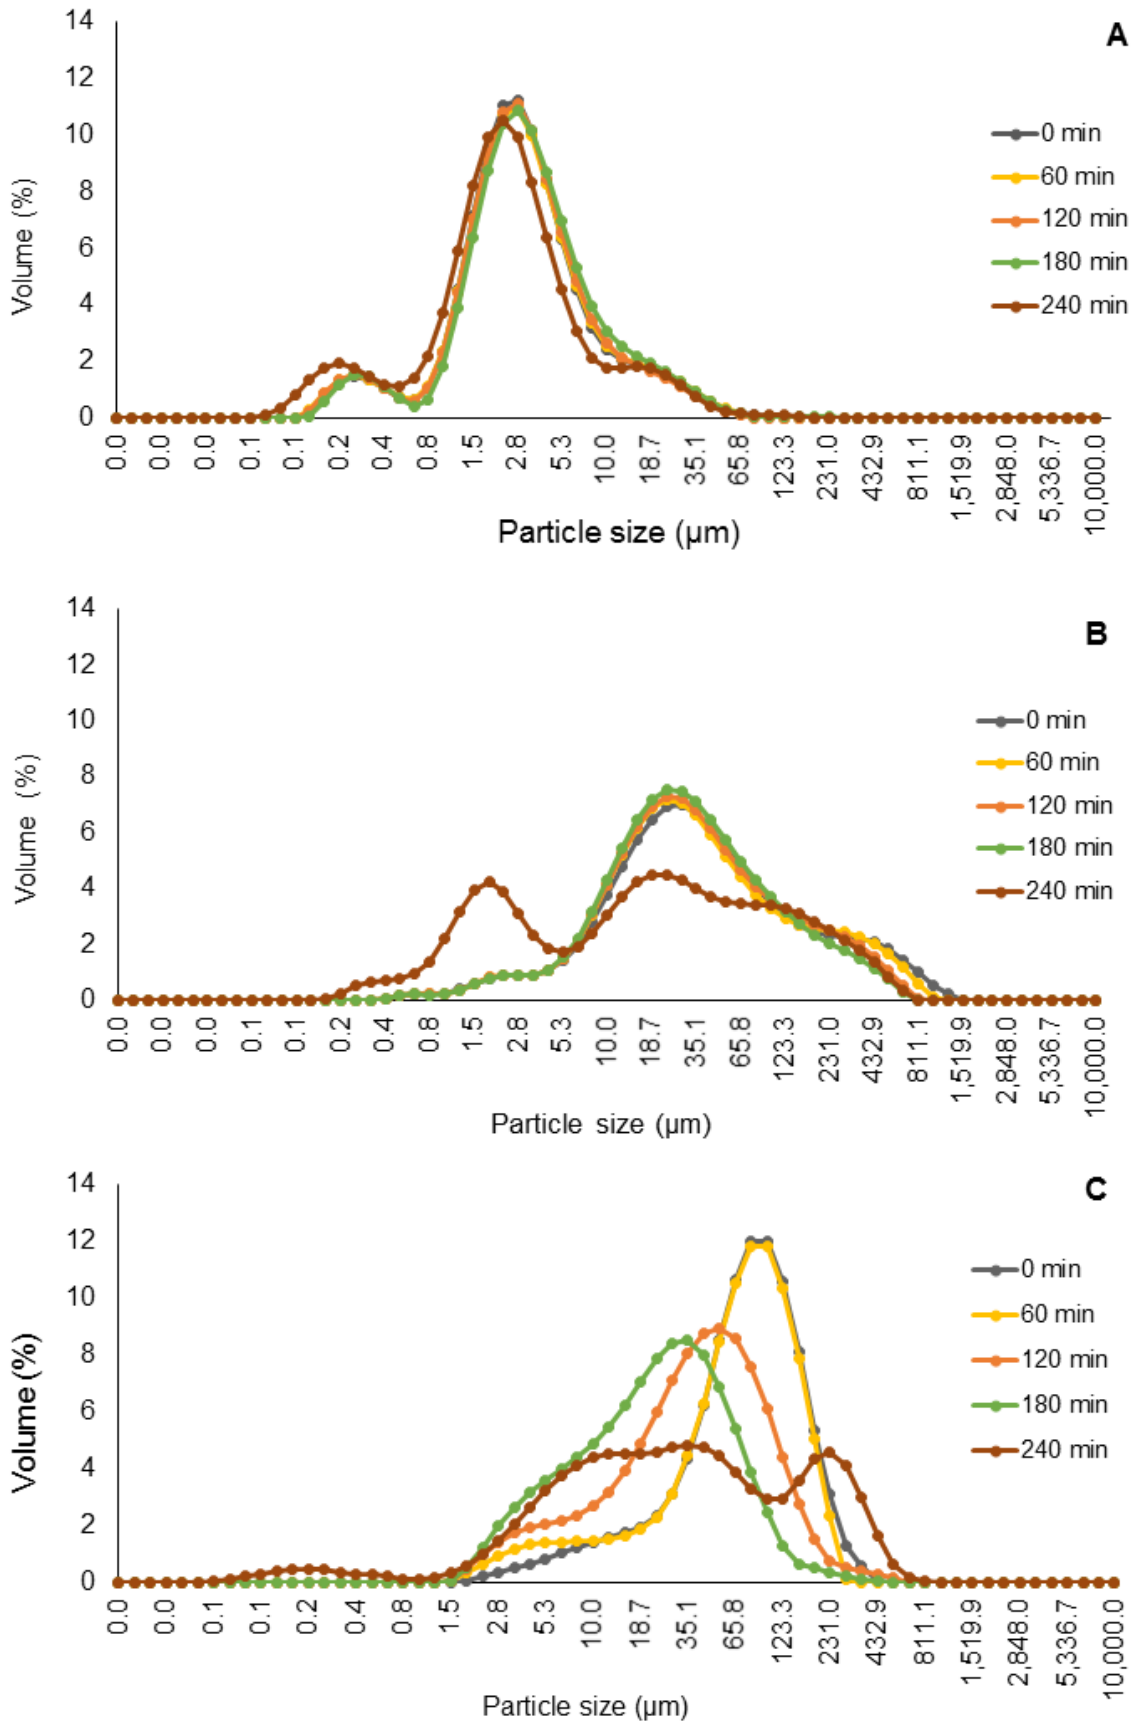 A
14
12
10
8
6
4
2
0
Volume (%)
0 min
60 min
120 min
180 min
240 min
0.0 0.0 0.0 0.1 0.1 0.2 0.4 0.8 1.5 2.8 5.3 10.0 18.7 35.1 65.8 123.3 231.0 432.9 811.1 1,519.9 2,848.0 5,336.7 10,000.0
Particle size (μm)
B
14
12
10
8
6
4
2
0
Volume (%)
0 min
60 min
120 min
180 min
240 min
0.0 0.0 0.0 0.1 0.1 0.2 0.4 0.8 1.5 2.8 5.3 10.0 18.7 35.1 65.8 123.3 231.0 432.9 811.1 1,519.9 2,848.0 5,336.7 10,000.0
Particle size (μm)
C
14
12
10
8
6
4
2
0
Volume (%)
0 min
60 min
120 min
180 min
240 min
0.0 0.0 0.1 0.1 0.2 0.4 0.8 1.5 2.8 5.3 10.0 18.7 35.1 65.8 123.3 231.0 432.9 811.1 1,519.9 2,848.0 5,336.7 10,000.0
Particle size (μm)